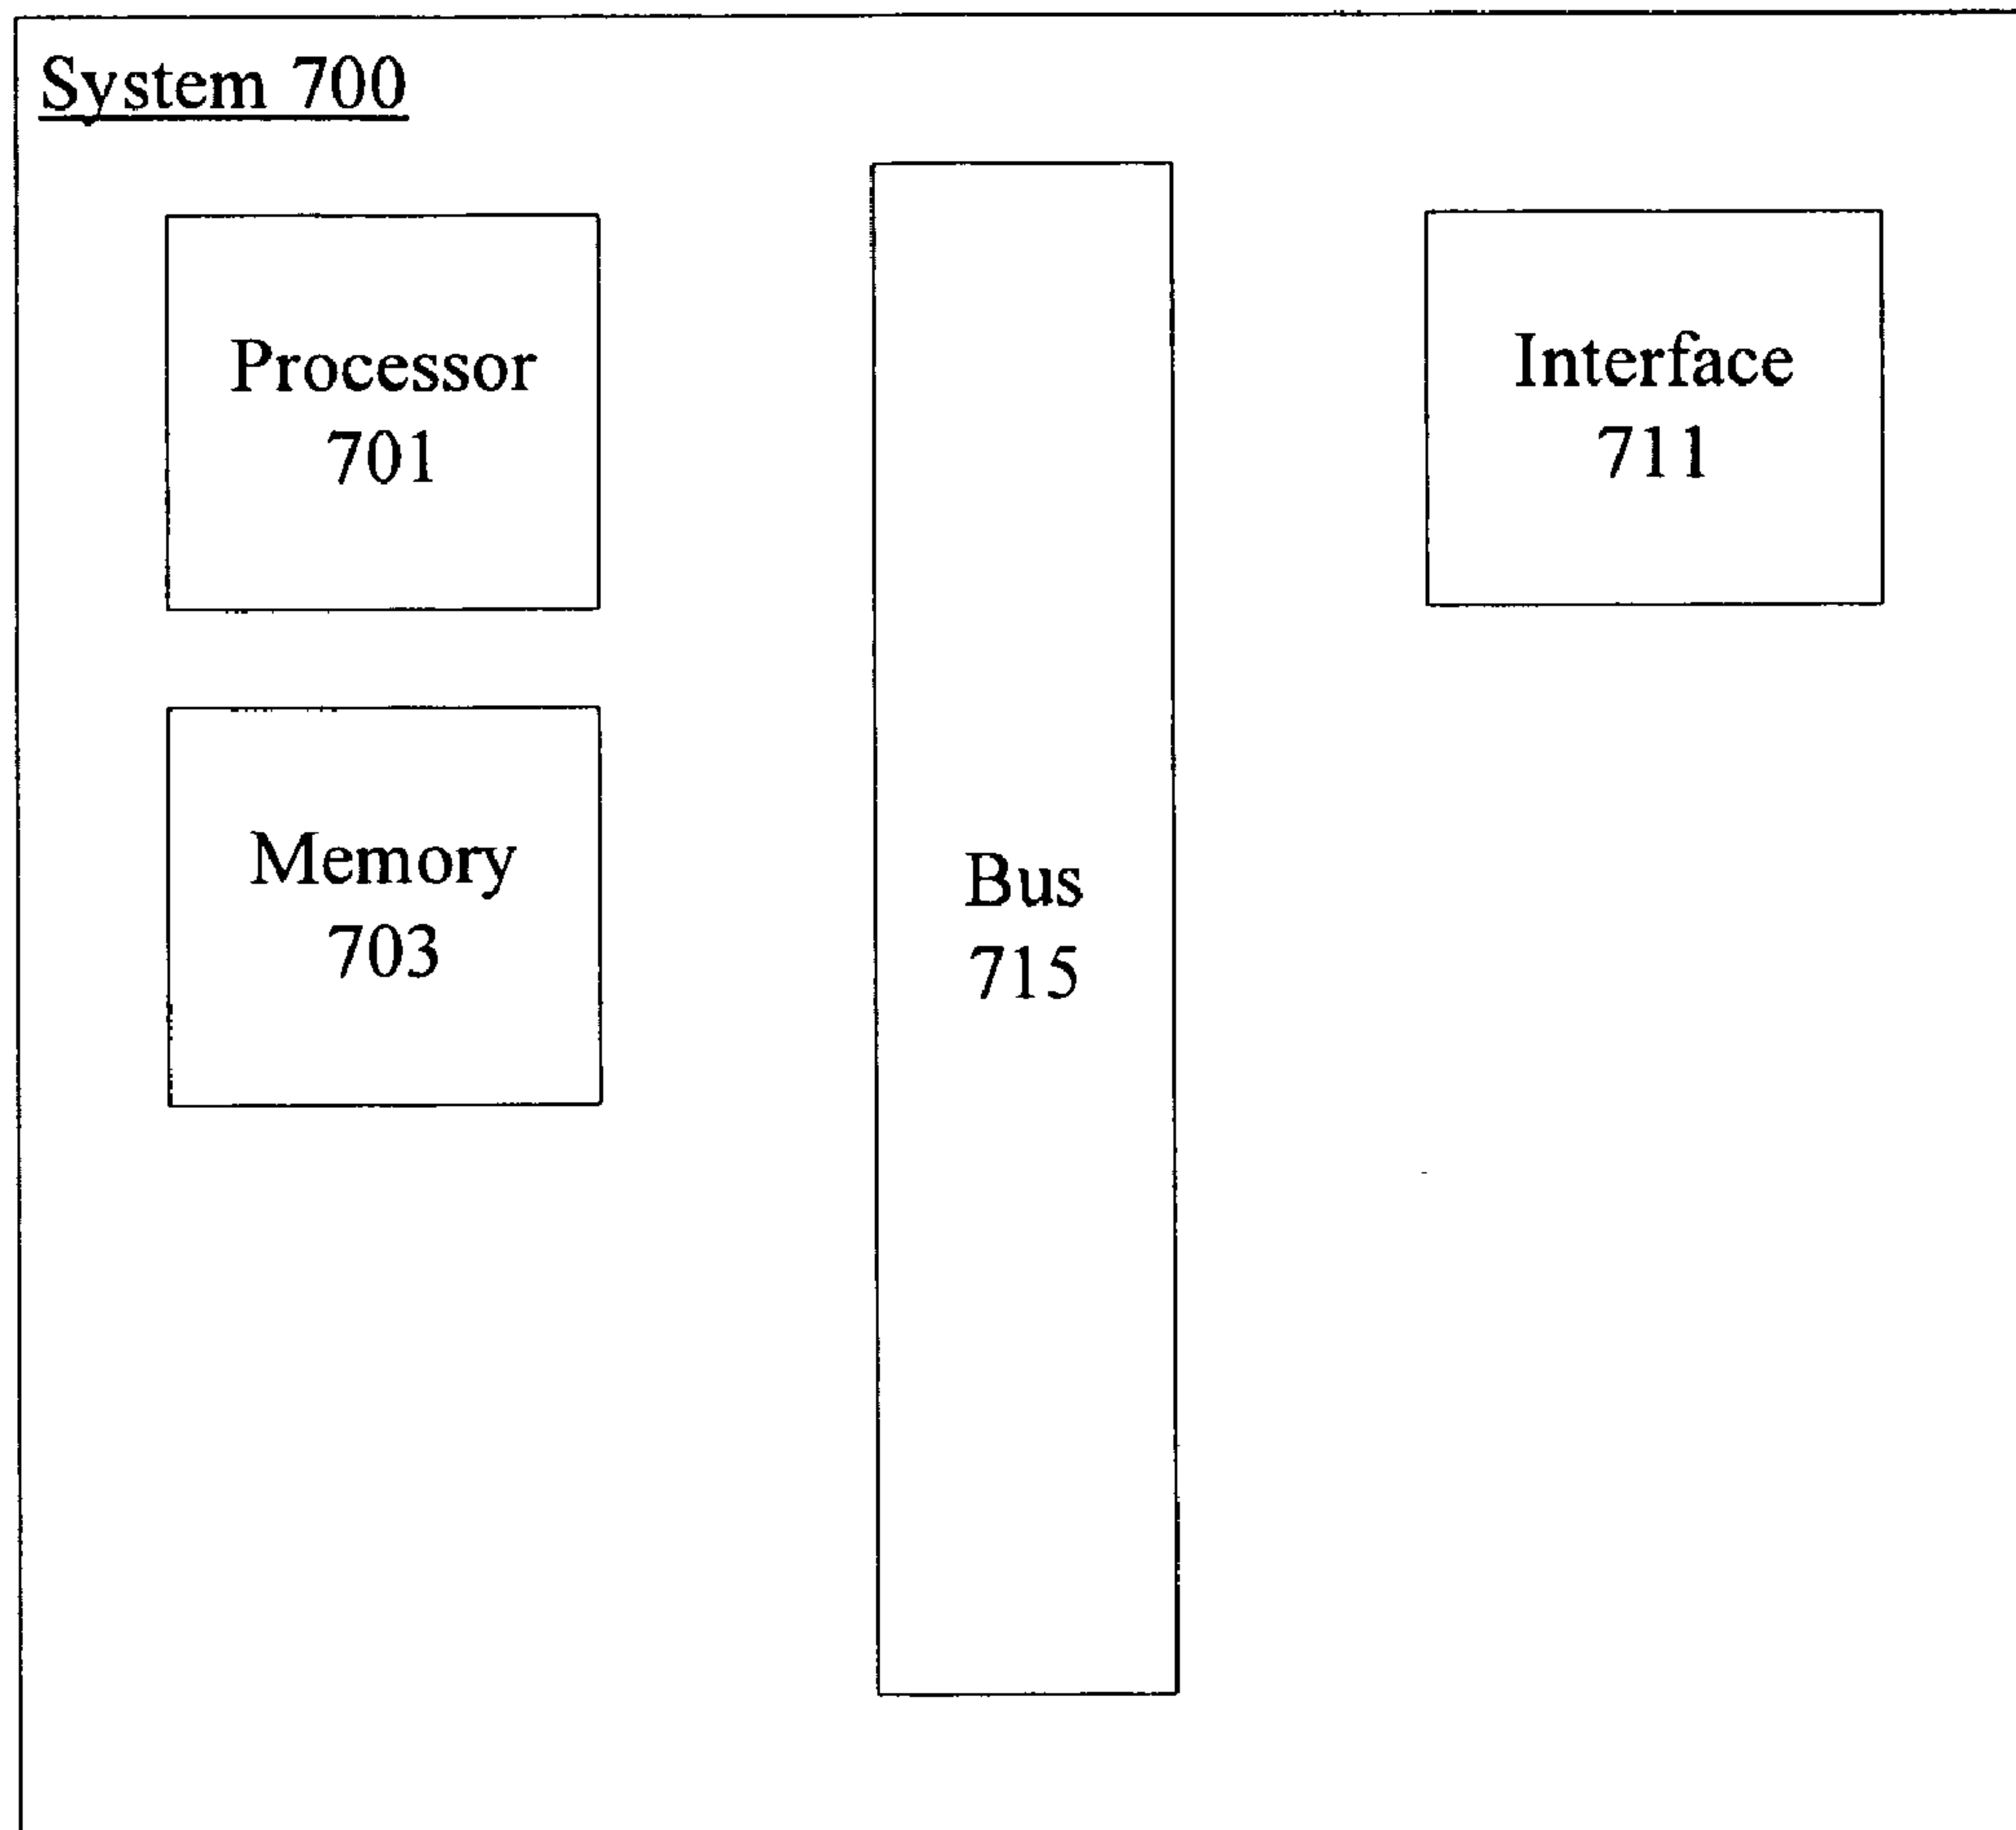 System 700
Processor
701
Interface
711
Memory
703
Bus
715